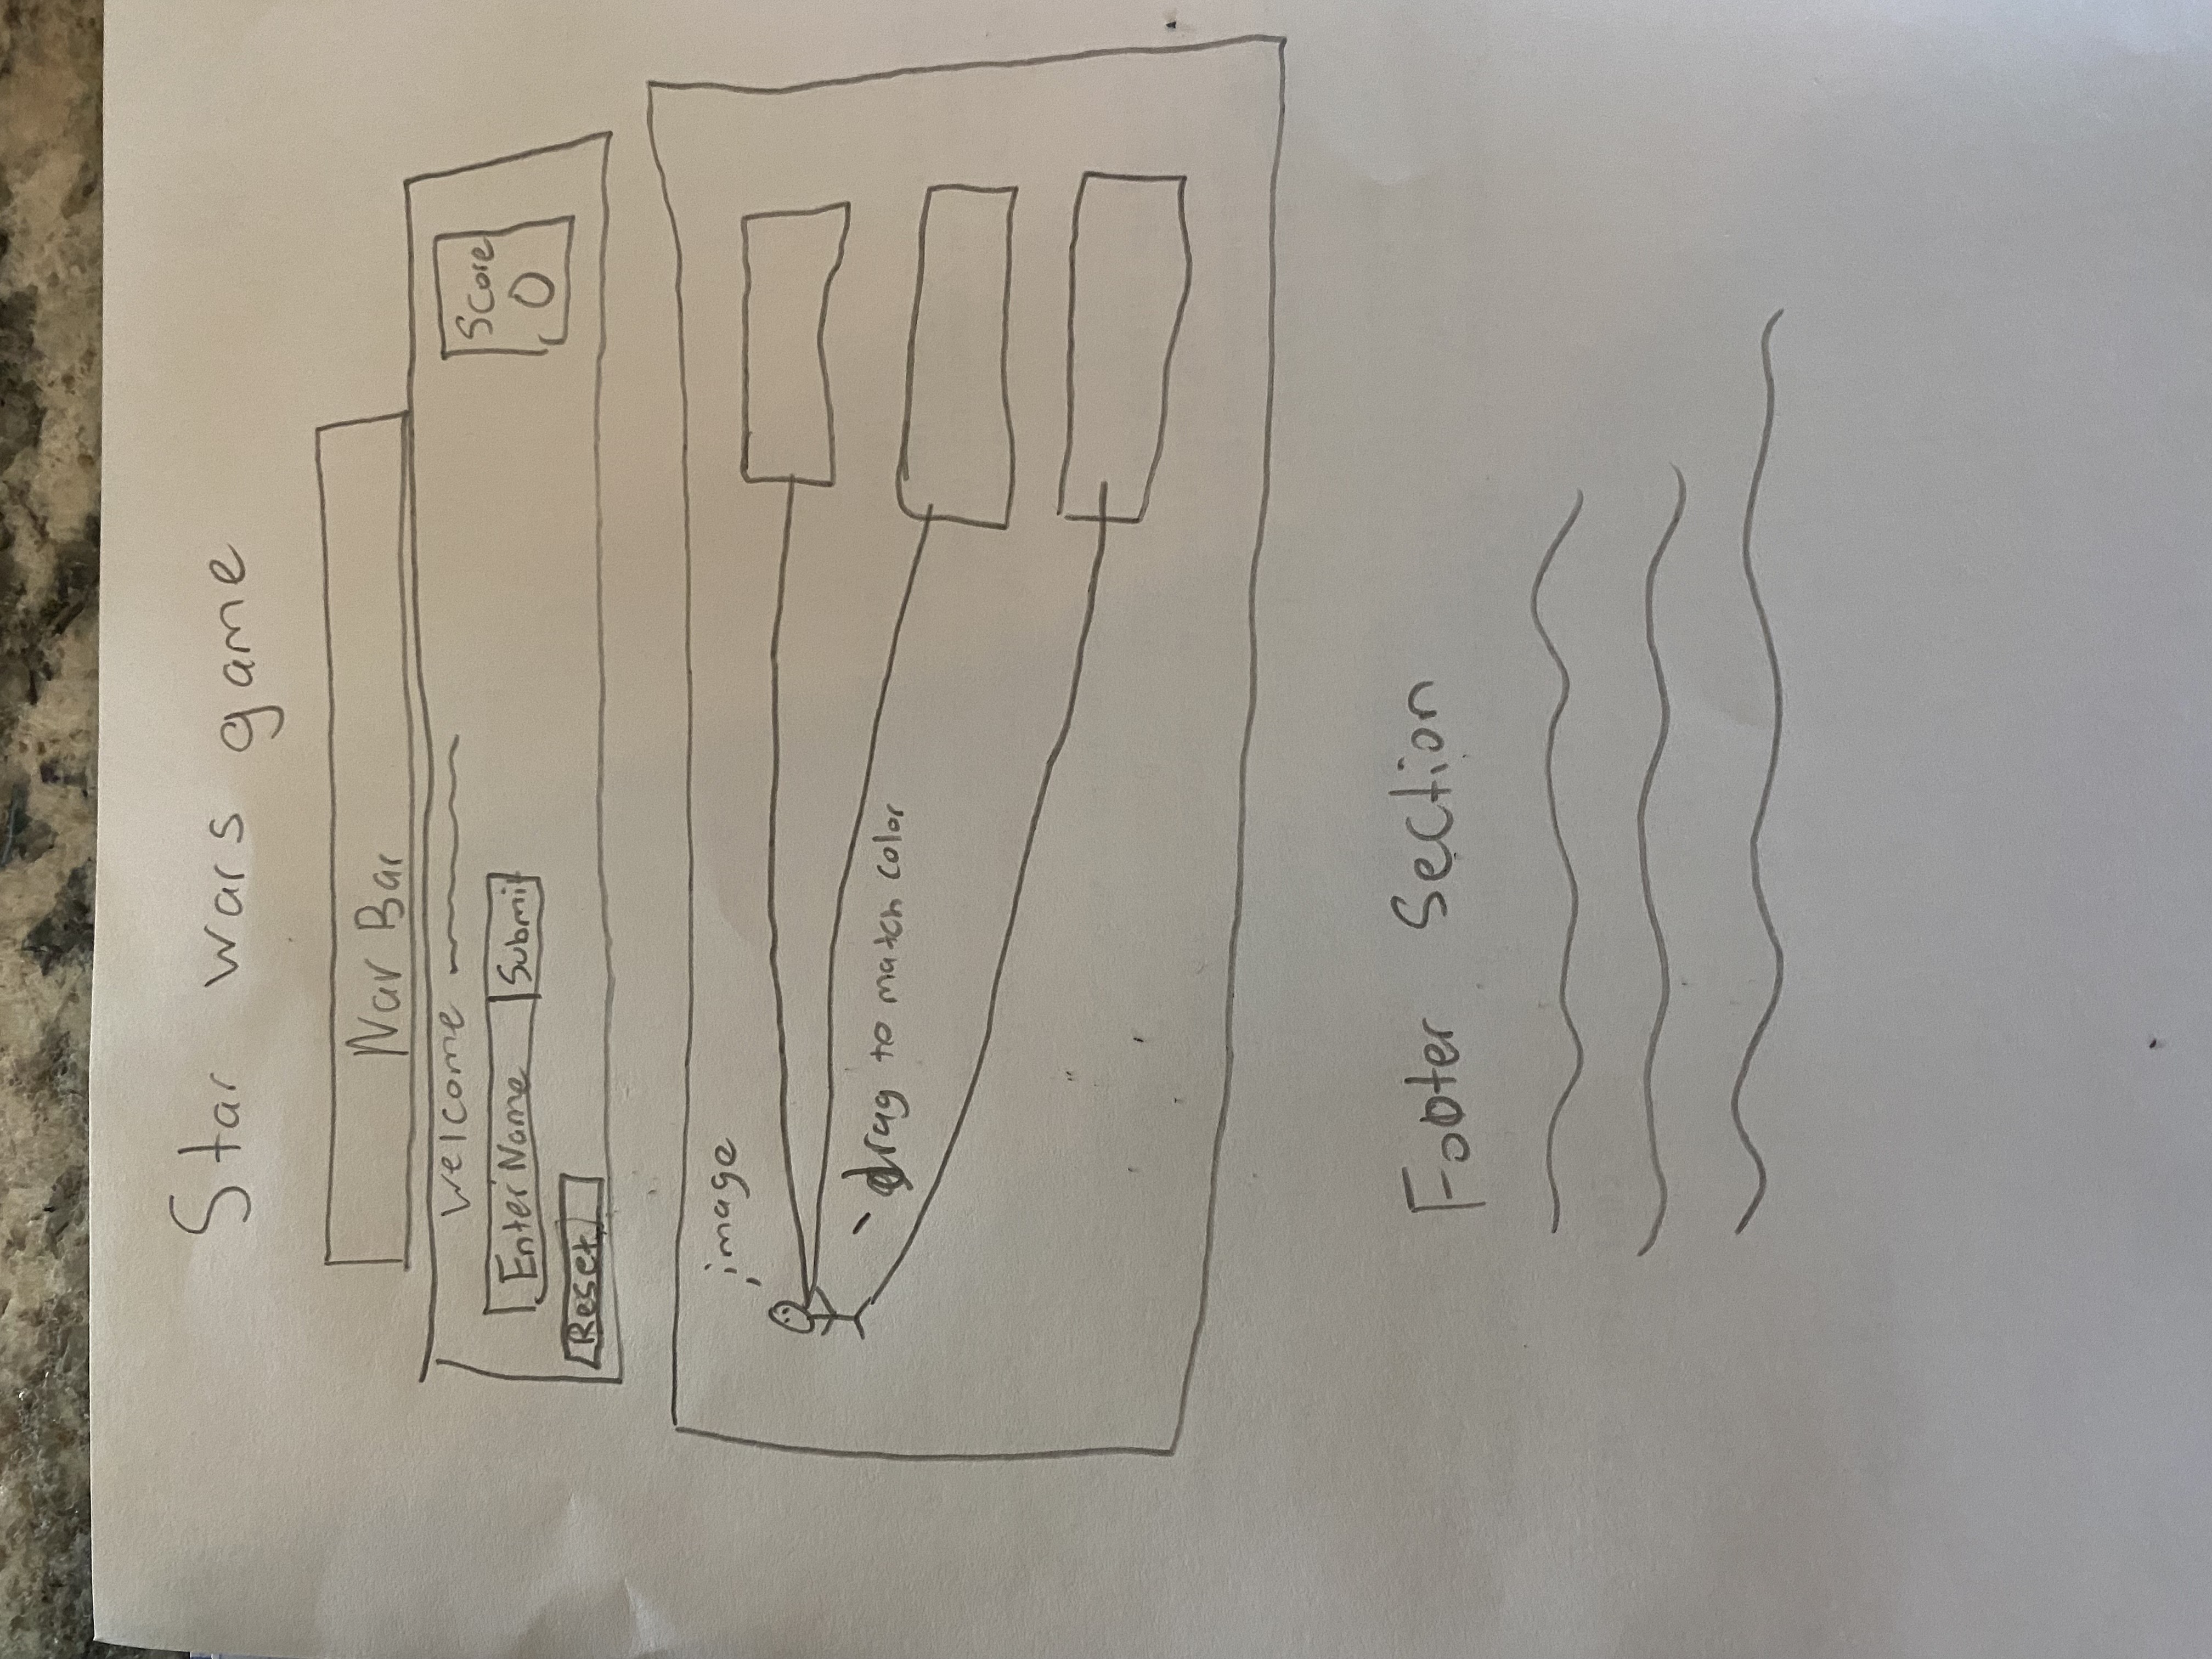 Star wars game
Nav Bar
Welcome
Enter Name Submit
Score
0
Reset
image
drag to match color
Footer Section